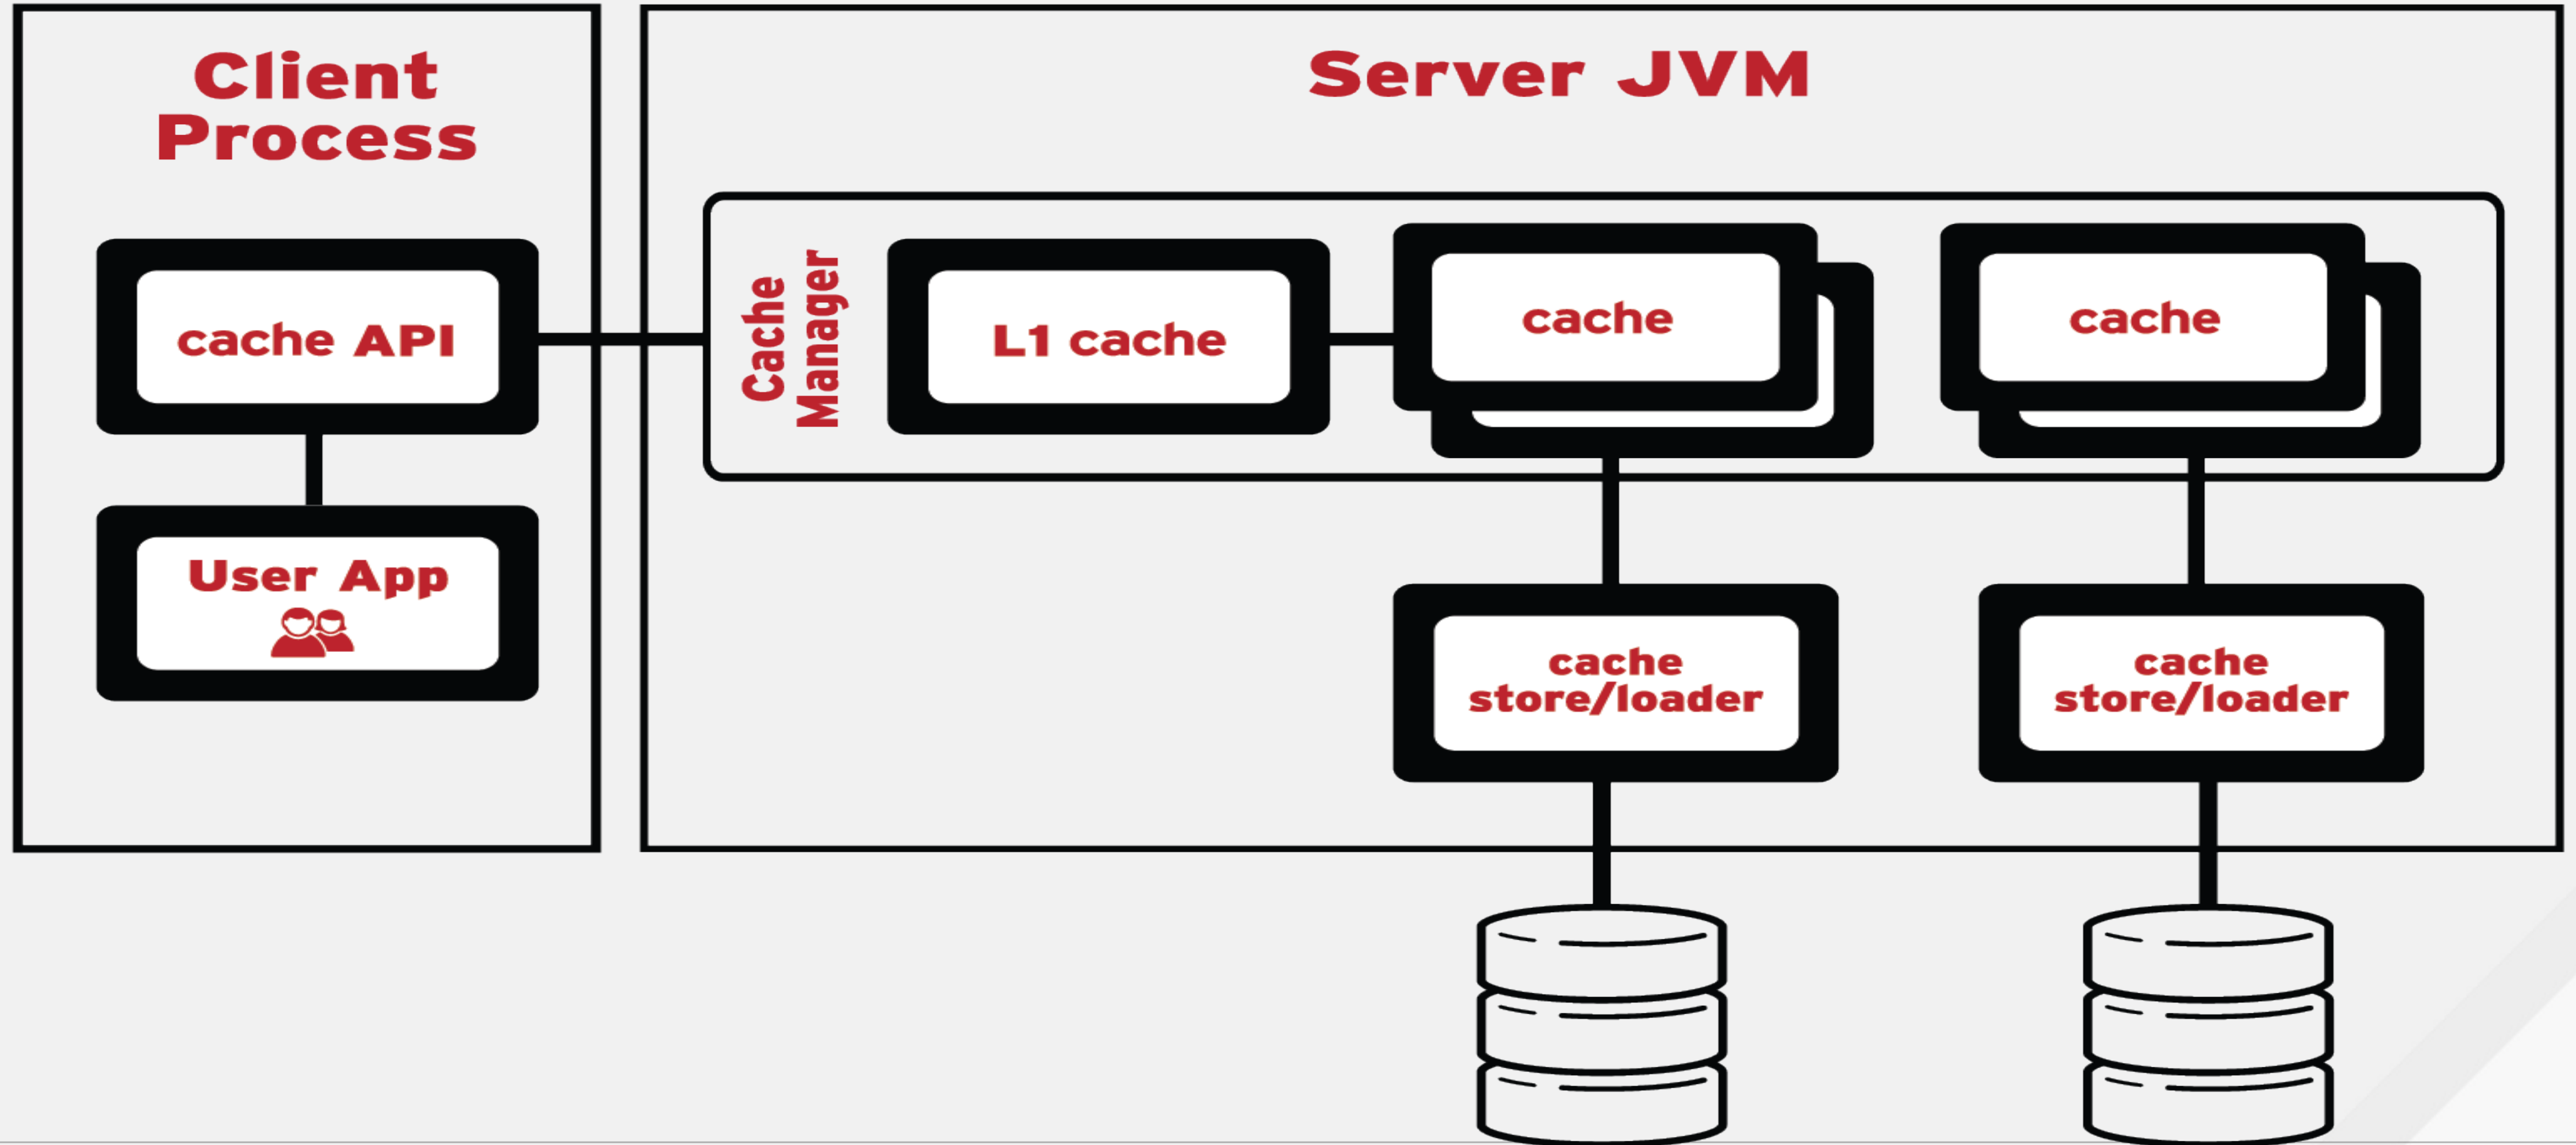 Client
Process
Server JVM
cache API
User App
Cache
Manager
L1 cache
cache
cache
cache
store/loader
cache
store/loader